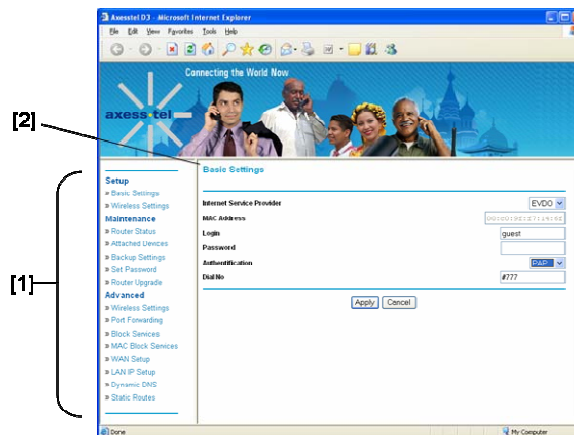 Axesstel D3 - Microsoft Internet Explorer
File Edit View Favorites Tools Help
Connecting the World Now
axesstel
[2]
Basic Settings
[1]
Setup
» Basic Settings
» Wireless Settings
Maintenance
» Router Status
» Attached Devices
» Backup Settings
» Set Password
» Router Upgrade
Advanced
» Wireless Settings
» Port Forwarding
» Block Services
» MAC Block Services
» WAN Setup
» LAN IP Setup
» Dynamic DNS
» Static Routes
Internet Service Provider EVDO
MAC Address
Login guest
Password
Authentification PAP
Dial No #777
Apply Cancel
Done My Computer